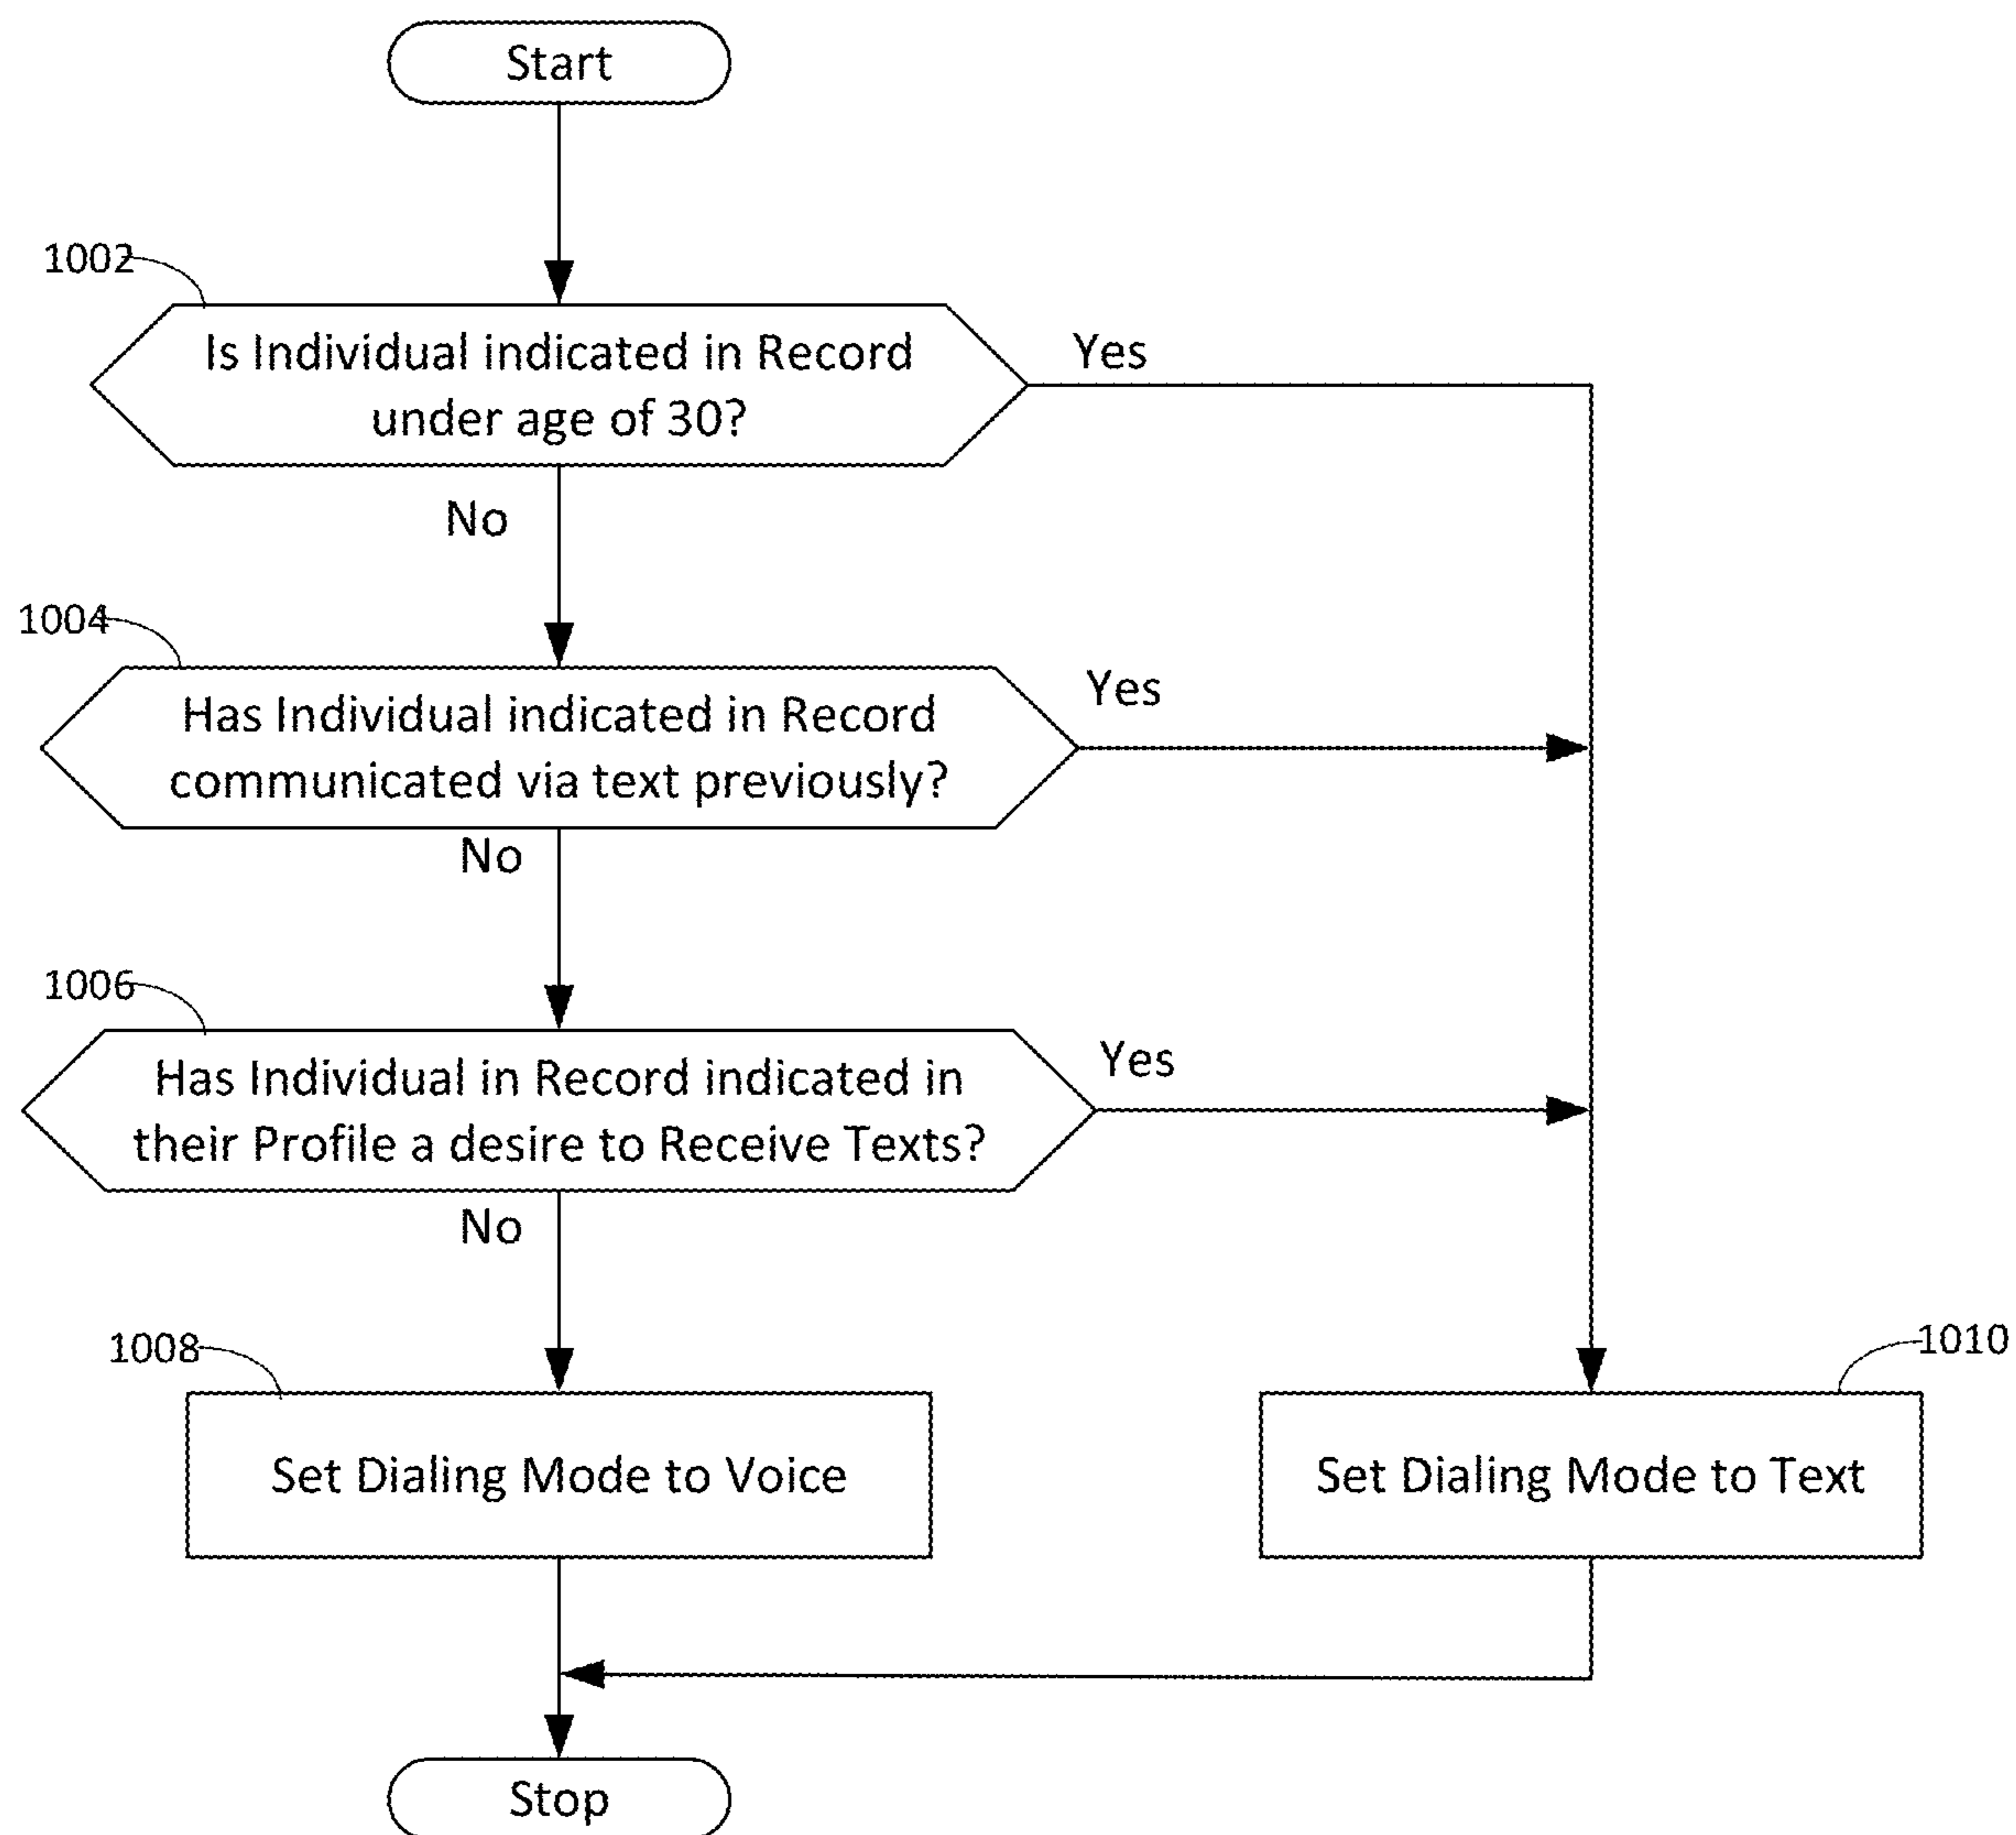 Start
1002
Is Individual indicated in Record
under age of 30?
Yes
No
1004
Has Individual indicated in Record
communicated via text previously?
Yes
No
1006
Has Individual in Record indicated in
their Profile a desire to Receive Texts?
Yes
No
1008
Set Dialing Mode to Voice
1010
Set Dialing Mode to Text
Stop